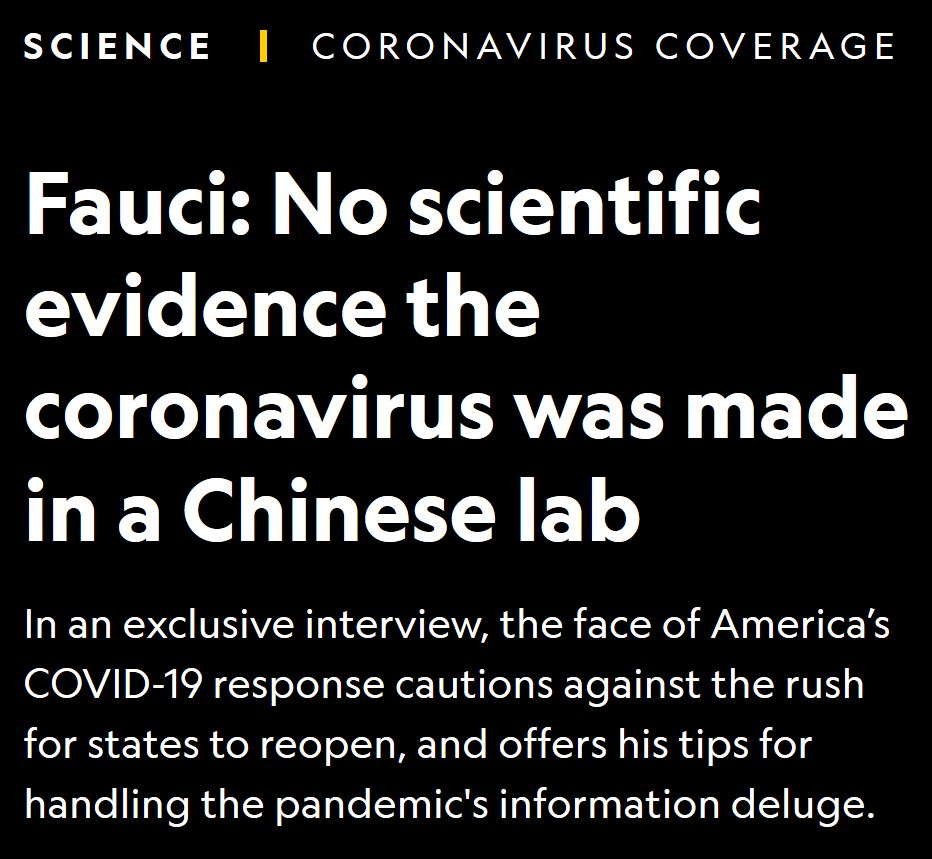 SCIENCE | CORONAVIRUS COVERAGE
Fauci: No scientific
evidence the
coronavirus was made
in a Chinese lab
In an exclusive interview, the face of America’s
COVID-19 response cautions against the rush
for states to reopen, and offers his tips for
handling the pandemic's information deluge.